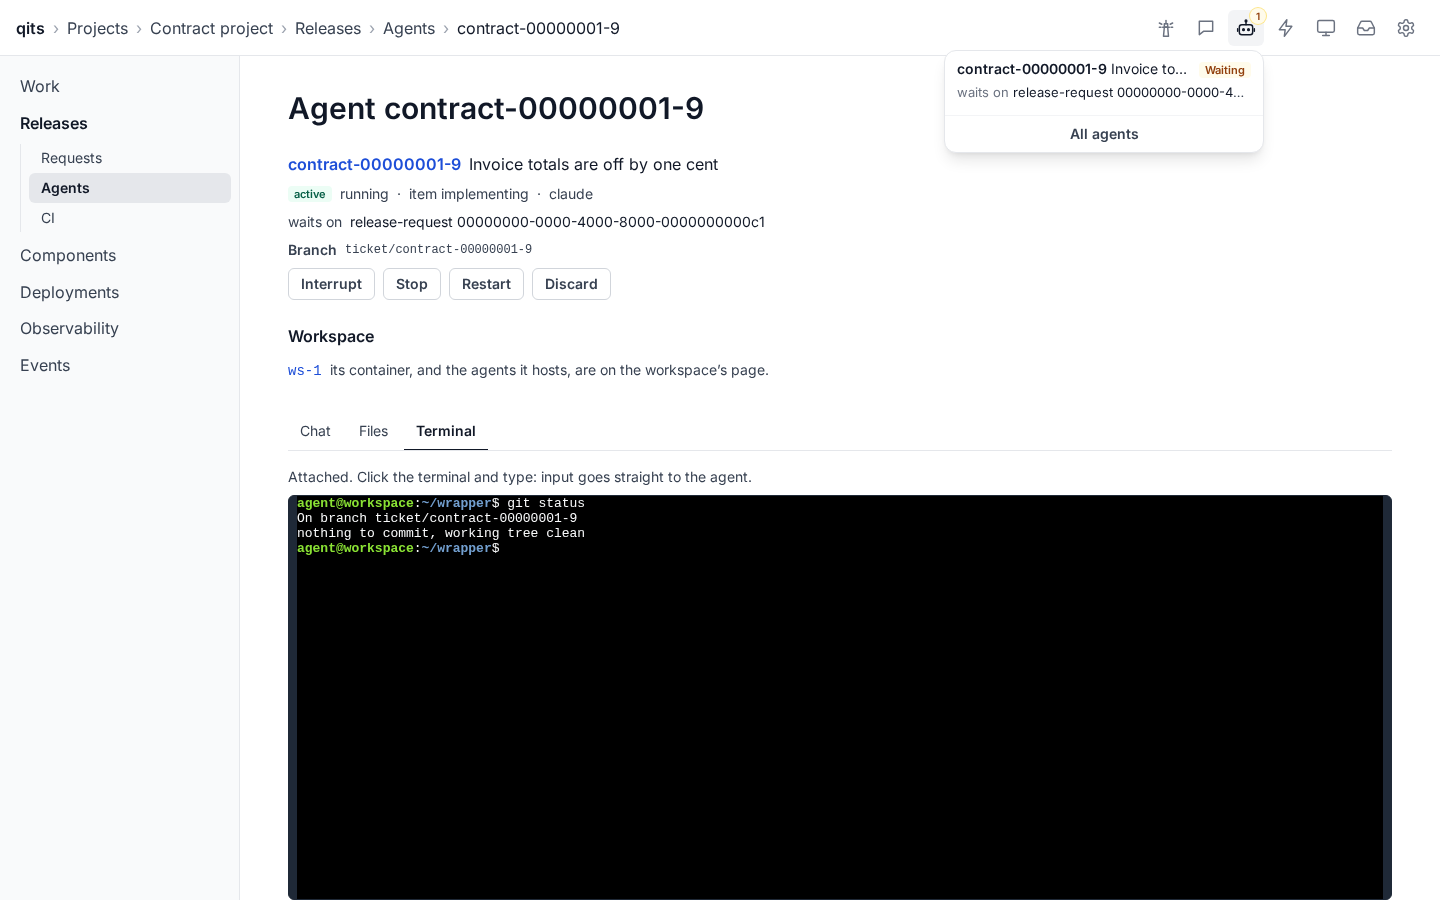 qits › Projects › Contract project › Releases › Agents › contract-00000001-9
1
contract-00000001-9 Invoice to... Waiting
waits on release-request 00000000-0000-4...
All agents
Work
Releases
Requests
Agents
CI
Components
Deployments
Observability
Events
Agent contract-00000001-9
contract-00000001-9 Invoice totals are off by one cent
active running · item implementing · claude
waits on release-request 00000000-0000-4000-8000-0000000000c1
Branch ticket/contract-00000001-9
Interrupt Stop Restart Discard
Workspace
ws-1 its container, and the agents it hosts, are on the workspace’s page.
Chat Files Terminal
Attached. Click the terminal and type: input goes straight to the agent.
agent@workspace:~/wrapper$ git status
On branch ticket/contract-00000001-9
nothing to commit, working tree clean
agent@workspace:~/wrapper$